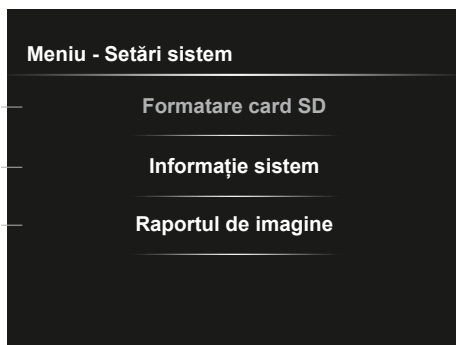 Meniu - Setări sistem
Formatare card SD
Informație sistem
Raportul de imagine